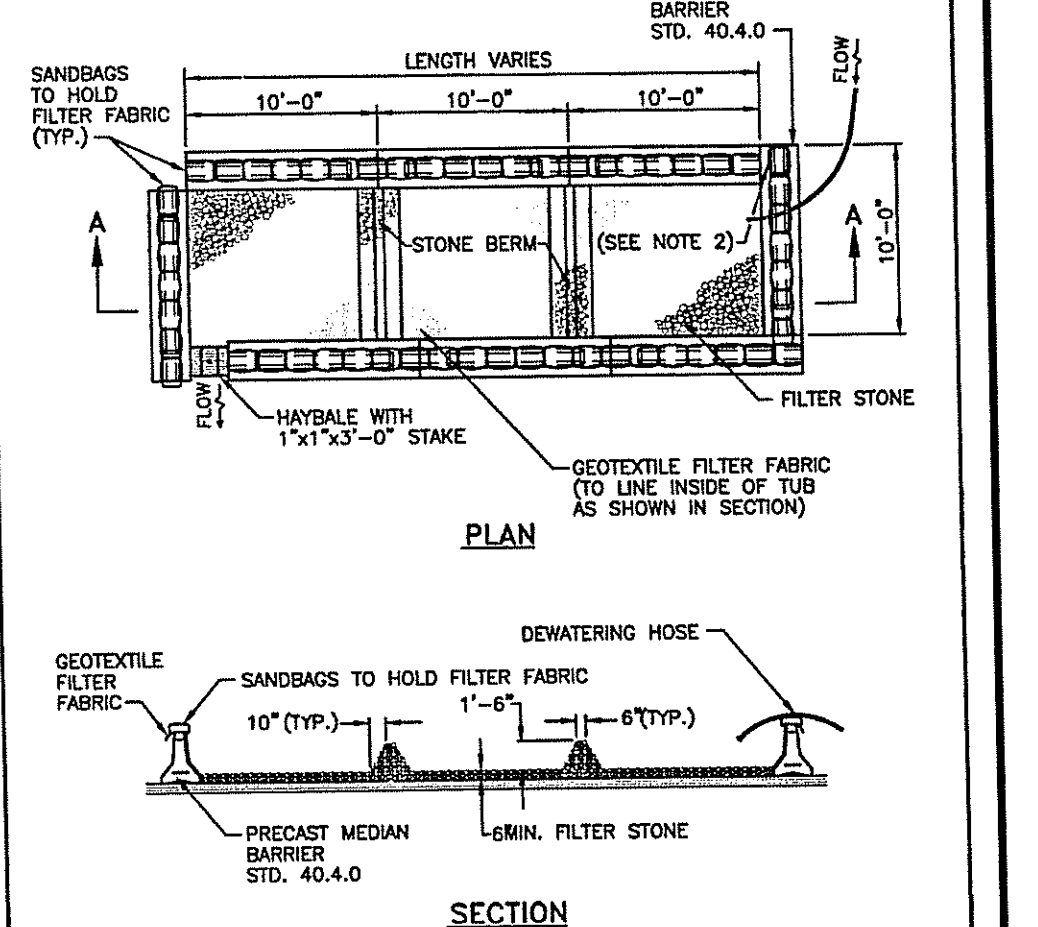 BARRIER
STD. 40.4.0
FLOW
LENGTH VARIES
SANDBAGS
TO HOLD
FILTER FABRIC
(TYP.)
10'-0" 10'-0" 10'-0"
A
STONE BERM
(SEE NOTE 2)
A
10'-0"
FILTER STONE
FLOW
HAYBALE WITH
1"x1"x3'-0" STAKE
GEOTEXTILE FILTER FABRIC
(TO LINE INSIDE OF TUB
AS SHOWN IN SECTION)
PLAN
DEWATERING HOSE
GEOTEXTILE
FILTER
FABRIC
SANDBAGS TO HOLD FILTER FABRIC
10" (TYP.)
1'-6"
6"(TYP.)
PRECAST MEDIAN
BARRIER
STD. 40.4.0
6"MIN. FILTER STONE
SECTION